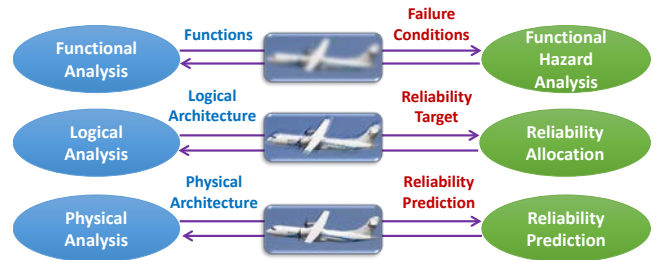 Functional
Analysis
Functions
Failure
Conditions
Functional
Hazard
Analysis
Logical
Analysis
Logical
Architecture
Reliability
Target
Reliability
Allocation
Physical
Analysis
Physical
Architecture
Reliability
Prediction
Reliability
Prediction